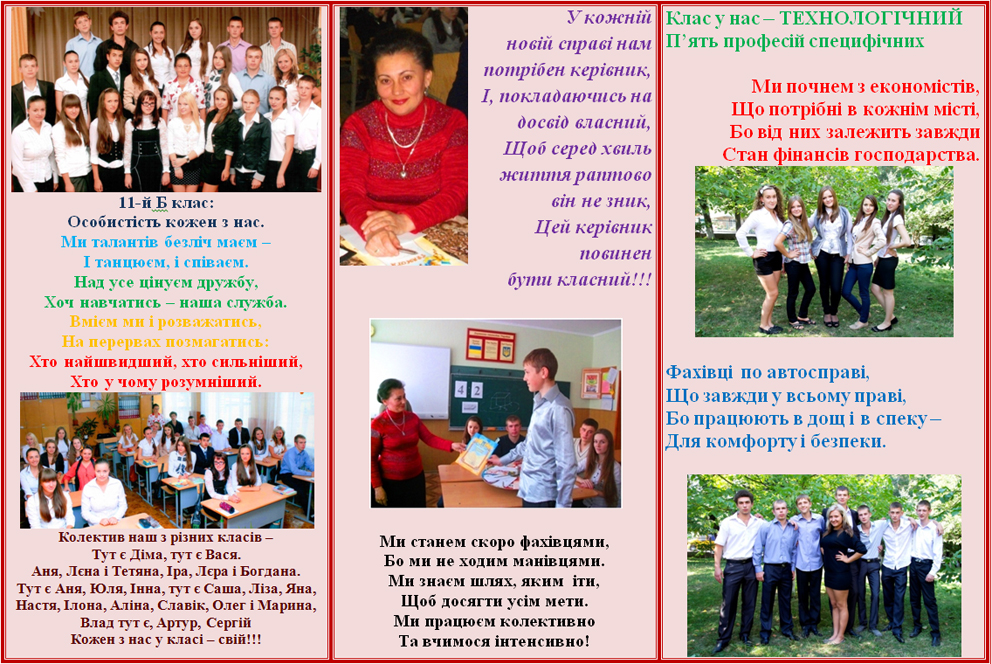 11-й Б клас:
Особистість кожен з нас.
Ми талантів безліч маєм –
І танцюєм, і співаєм.
Над усе цінуєм дружбу,
Хоч навчатись – наша служба.
Вмієм ми і розважатись,
На перервах позмагатись:
Хто найшвидший, хто сильніший,
Хто у чому розумніший.
Колектив наш з різних класів –
Тут є Діма, тут є Вася.
Аня, Лєна і Тетяна, Іра, Лєра і Богдана.
Тут є Аня, Юля, Інна, тут є Саша, Ліза, Яна,
Настя, Ілона, Аліна, Славік, Олег і Марина,
Влад тут є, Артур, Сергій
Кожен з нас у класі – свій!!!
У кожній
новій справі нам
потрібен керівник,
І, покладаючись на
досвід власний,
Щоб серед хвиль
життя раптово
він не зник,
Цей керівник
повинен
бути класний!!!
4 2
Ми станем скоро фахівцями,
Бо ми не ходим манівцями.
Ми знаєм шлях, яким іти,
Щоб досягти усім мети.
Ми працюєм колективно
Та вчимося інтенсивно!
Клас у нас – ТЕХНОЛОГІЧНИЙ
П’ять професій специфічних
Ми почнем з економістів,
Що потрібні в кожнім місті,
Бо від них залежить завжди
Стан фінансів господарства.
Фахівці по автосправі,
Що завжди у всьому праві,
Бо працюють в дощ і в спеку –
Для комфорту і безпеки.